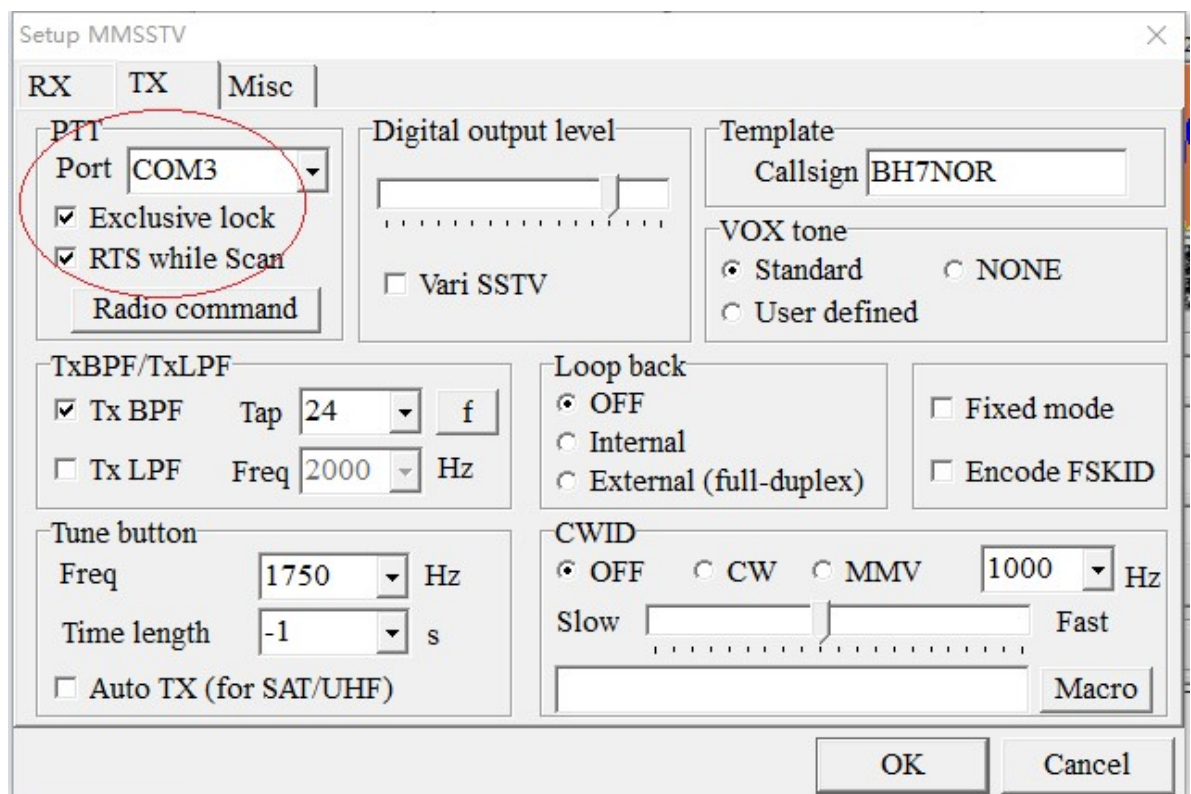 Setup MMSSTV
RX TX Misc
PTT
Port COM3
Exclusive lock
RTS while Scan
Radio command
Digital output level
Vari SSTV
Template
Callsign BH7NOR
VOX tone
Standard NONE
User defined
TxBPF/TxLPF
Tx BPF Tap 24 f
Tx LPF Freq 2000 Hz
Loop back
OFF
Internal
External (full-duplex)
Fixed mode
Encode FSKID
Tune button
Freq 1750 Hz
Time length -1 s
Auto TX (for SAT/UHF)
CWID
OFF CW MMV 1000 Hz
Slow Fast
Macro
OK Cancel